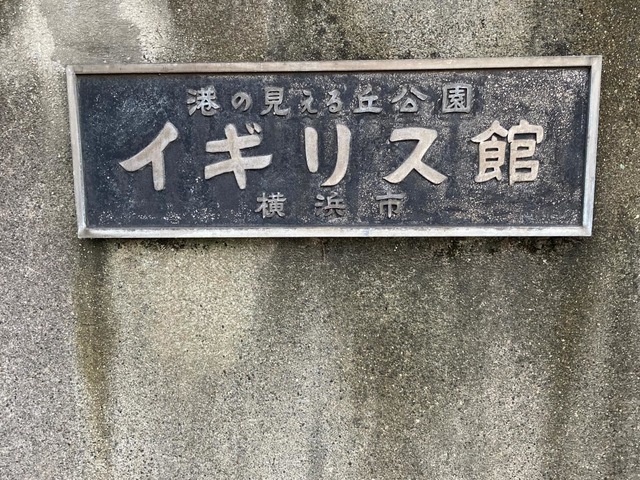 港の見える丘公園
イギリス館
横浜市